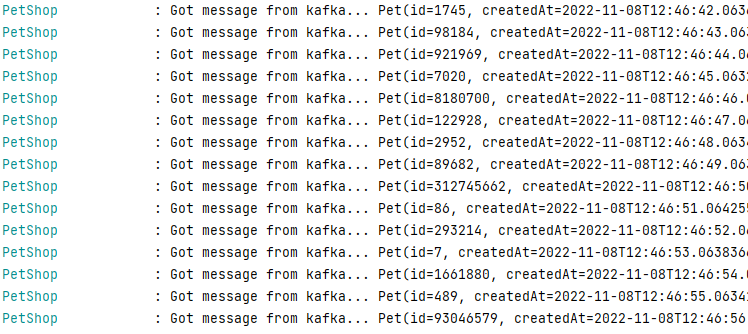 PetShop : Got message from kafka... Pet(id=1745, createdAt=2022-11-08T12:46:42.063
PetShop : Got message from kafka... Pet(id=98184, createdAt=2022-11-08T12:46:43.063
PetShop : Got message from kafka... Pet(id=921969, createdAt=2022-11-08T12:46:44.06
PetShop : Got message from kafka... Pet(id=7020, createdAt=2022-11-08T12:46:45.063
PetShop : Got message from kafka... Pet(id=8180700, createdAt=2022-11-08T12:46:46.0
PetShop : Got message from kafka... Pet(id=122928, createdAt=2022-11-08T12:46:47.06
PetShop : Got message from kafka... Pet(id=2952, createdAt=2022-11-08T12:46:48.063
PetShop : Got message from kafka... Pet(id=89682, createdAt=2022-11-08T12:46:49.063
PetShop : Got message from kafka... Pet(id=312745662, createdAt=2022-11-08T12:46:50
PetShop : Got message from kafka... Pet(id=86, createdAt=2022-11-08T12:46:51.064255
PetShop : Got message from kafka... Pet(id=293214, createdAt=2022-11-08T12:46:52.06
PetShop : Got message from kafka... Pet(id=7, createdAt=2022-11-08T12:46:53.063836
PetShop : Got message from kafka... Pet(id=1661880, createdAt=2022-11-08T12:46:54.0
PetShop : Got message from kafka... Pet(id=489, createdAt=2022-11-08T12:46:55.0634
PetShop : Got message from kafka... Pet(id=93046579, createdAt=2022-11-08T12:46:56